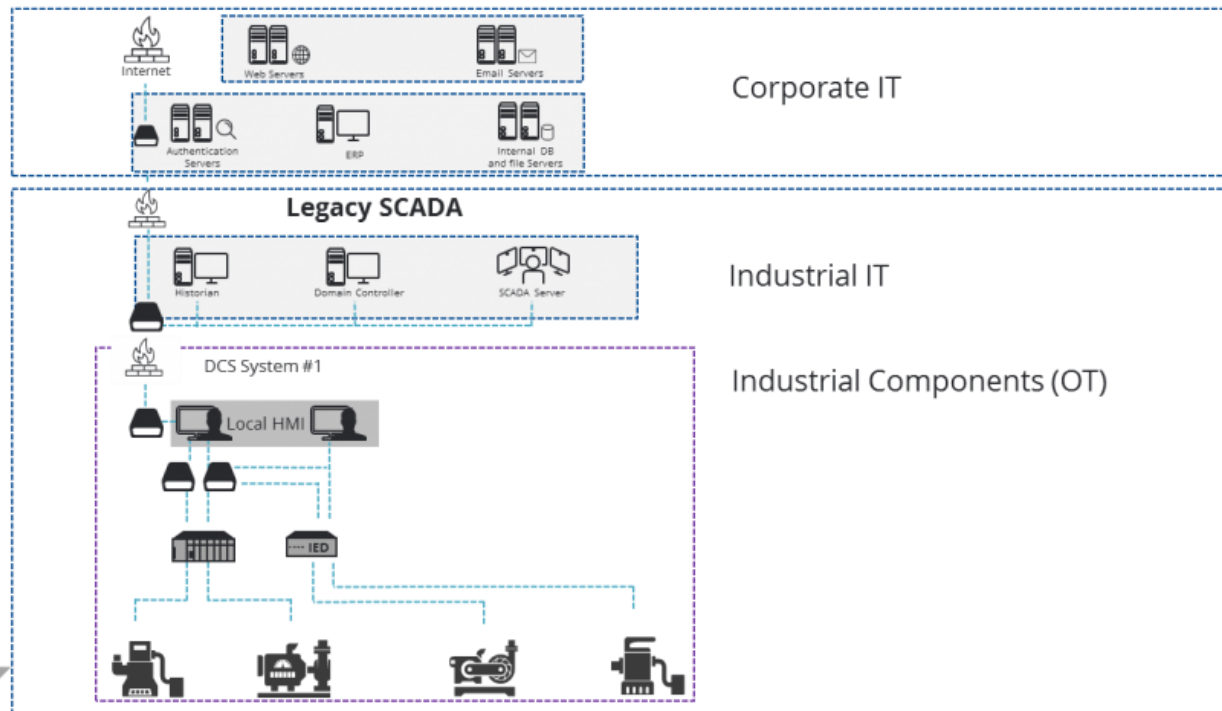 Internet
Web Servers
Email Servers
Corporate IT
Authentication
Servers
ERP
Internal DB
and file Servers
Legacy SCADA
Historian
Domain Controller
SCADA Server
Industrial IT
DCS System #1
Industrial Components (OT)
Local HMI
IED